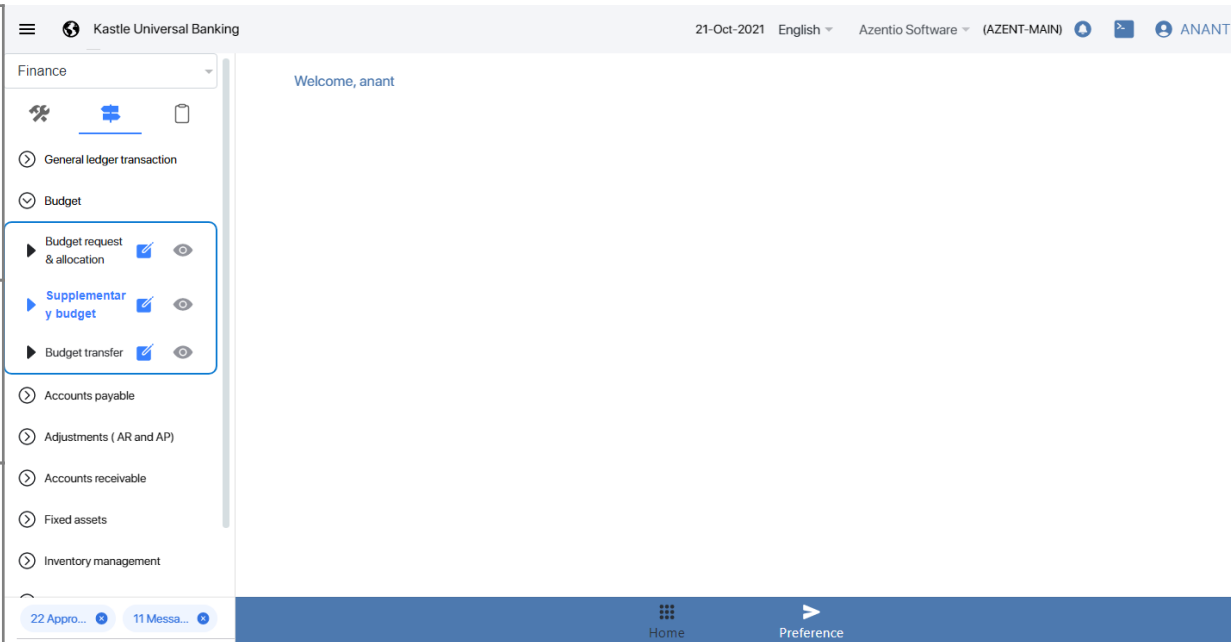 Kastle Universal Banking
21-Oct-2021 English Azentio Software (AZENT-MAIN) ANANT
Finance
Welcome, anant
General ledger transaction
Budget
Budget request
& allocation
Supplementar
y budget
Budget transfer
Accounts payable
Adjustments ( AR and AP)
Accounts receivable
Fixed assets
Inventory management
22 Appro... 11 Messa...
Home
Preference